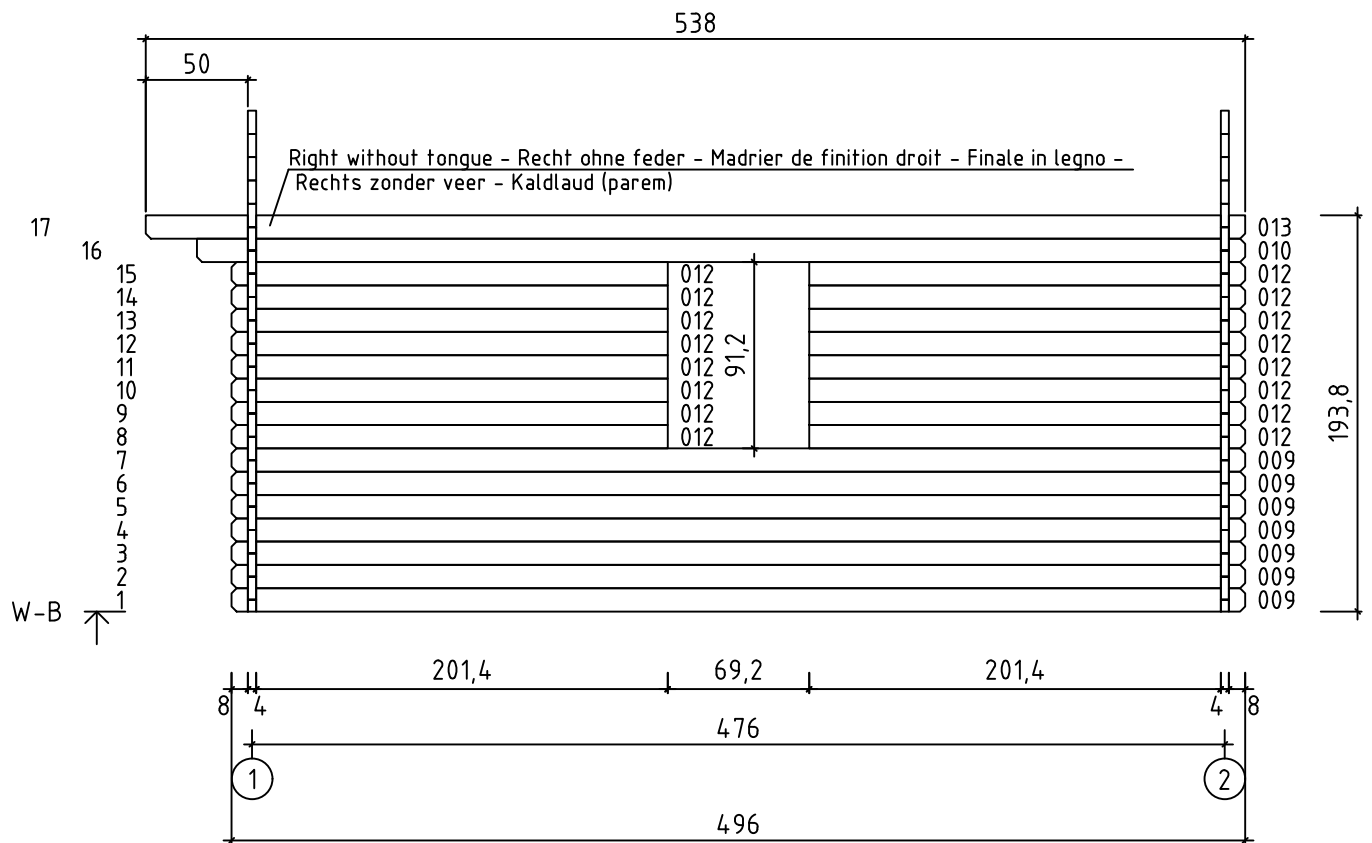 538
50
Right without tongue - Recht ohne feder - Madrier de finition droit - Finale in legno -
Rechts zonder veer - Kaldlaud (parem)
17 013
16 010
15 012 012
14 012 012
13 012 012
12 012 012
11 012 012
10 012 012
9 012 012
8 012 012
91,2
193,8
7 009
6 009
5 009
4 009
3 009
2 009
1 009
W-B
201,4 69,2 201,4
8 4 4 8
476
1 2
496